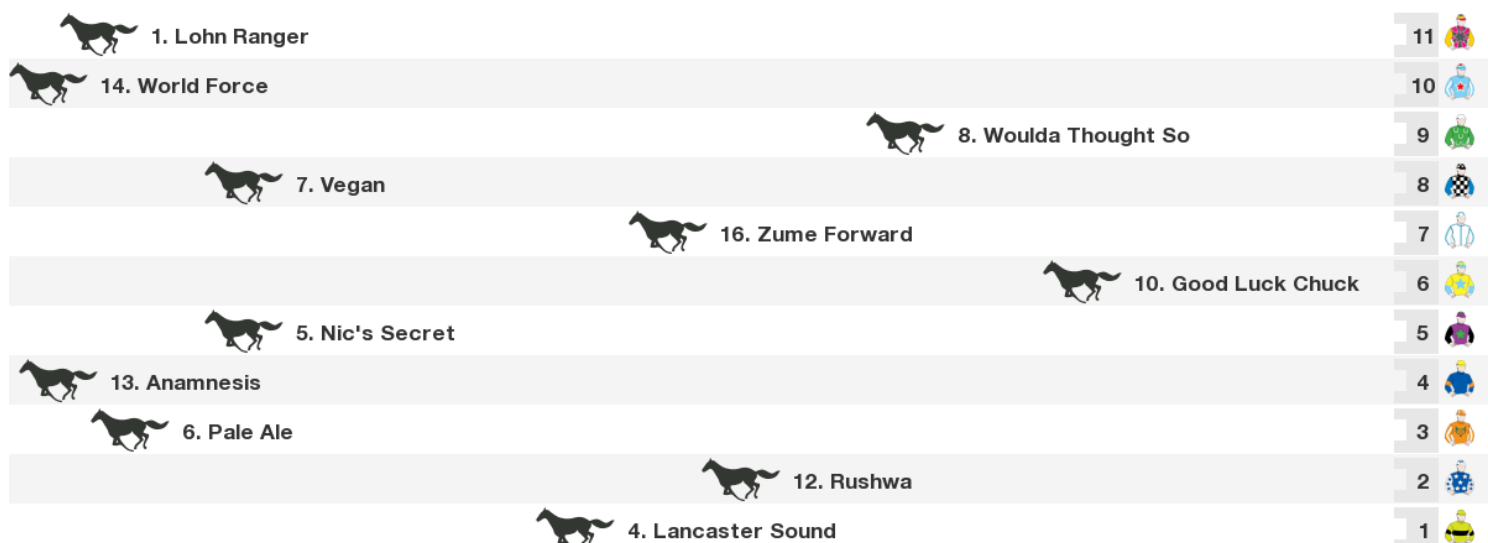 1. Lohn Ranger 11
14. World Force 10
8. Woulda Thought So 9
7. Vegan 8
16. Zume Forward 7
10. Good Luck Chuck 6
5. Nic's Secret 5
13. Anamnesis 4
6. Pale Ale 3
12. Rushwa 2
4. Lancaster Sound 1